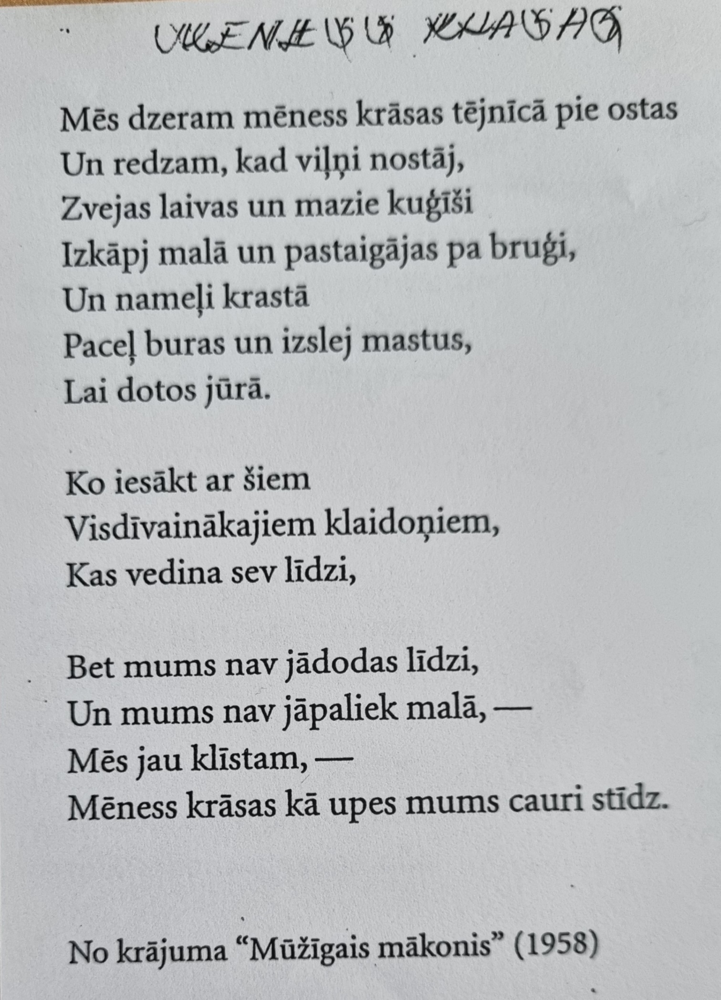 Mēs dzeram mēness krāsas tējnīcā pie ostas
Un redzam, kad viļņi nostāj,
Zvejas laivas un mazie kuģīši
Izkāpj malā un pastaigājas pa bruģi,
Un nameļi krastā
Paceļ buras un izslej mastus,
Lai dotos jūrā.
Ko iesākt ar šiem
Visdīvainākajiem klaidoņiem,
Kas vedina sev līdzi,
Bet mums nav jādodas līdzi,
Un mums nav jāpaliek malā, —
Mēs jau klīstam, —
Mēness krāsas kā upes mums cauri stīdz.
No krājuma “Mūžīgais mākonis” (1958)